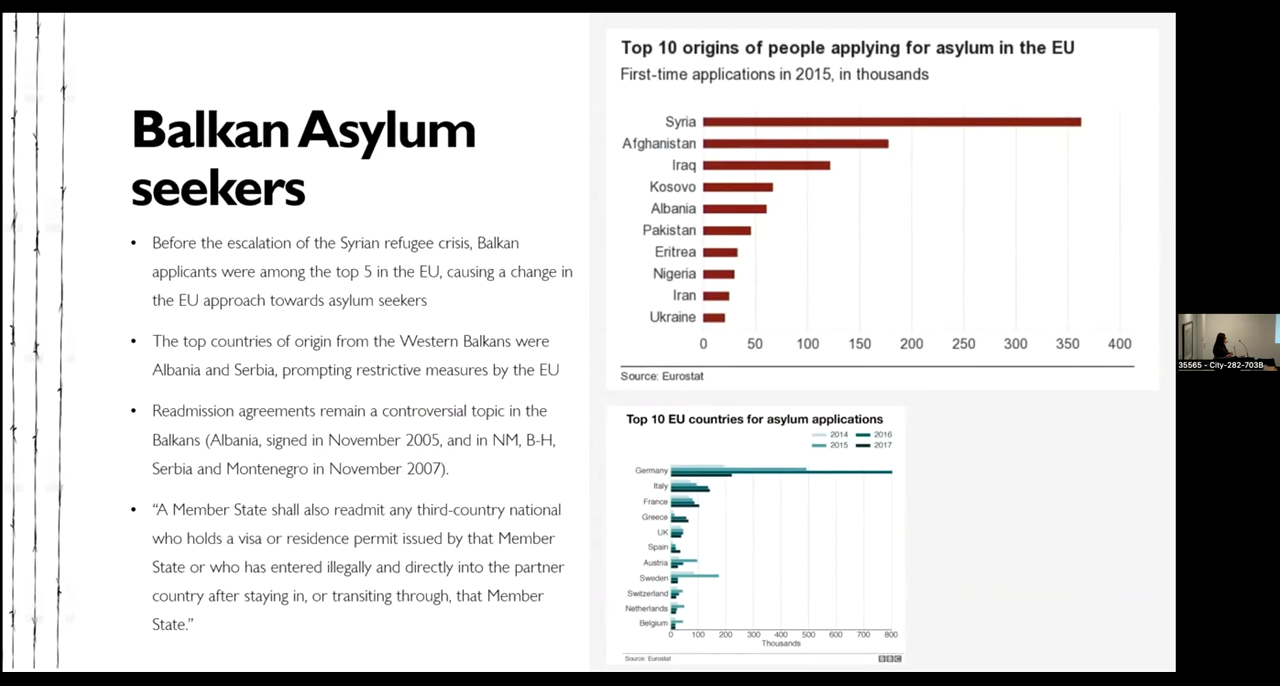 Balkan Asylum
seekers
• Before the escalation of the Syrian refugee crisis, Balkan
applicants were among the top 5 in the EU, causing a change in
the EU approach towards asylum seekers
• The top countries of origin from the Western Balkans were
Albania and Serbia, prompting restrictive measures by the EU
• Readmission agreements remain a controversial topic in the
Balkans (Albania, signed in November 2005, and in NM, B-H,
Serbia and Montenegro in November 2007).
• “A Member State shall also readmit any third-country national
who holds a visa or residence permit issued by that Member
State or who has entered illegally and directly into the partner
country after staying in, or transiting through, that Member
State.”
Top 10 origins of people applying for asylum in the EU
First-time applications in 2015, in thousands
Syria
Afghanistan
Iraq
Kosovo
Albania
Pakistan
Eritrea
Nigeria
Iran
Ukraine
0 50 100 150 200 250 300 350 400
Source: Eurostat
Top 10 EU countries for asylum applications
2014 2016
2015 2017
Germany
Italy
France
Greece
UK
Spain
Austria
Sweden
Switzerland
Netherlands
Belgium
0 100 200 300 400 500 600 700 800
Thousands
Source: Eurostat
BBC
35565 - City-282-703B